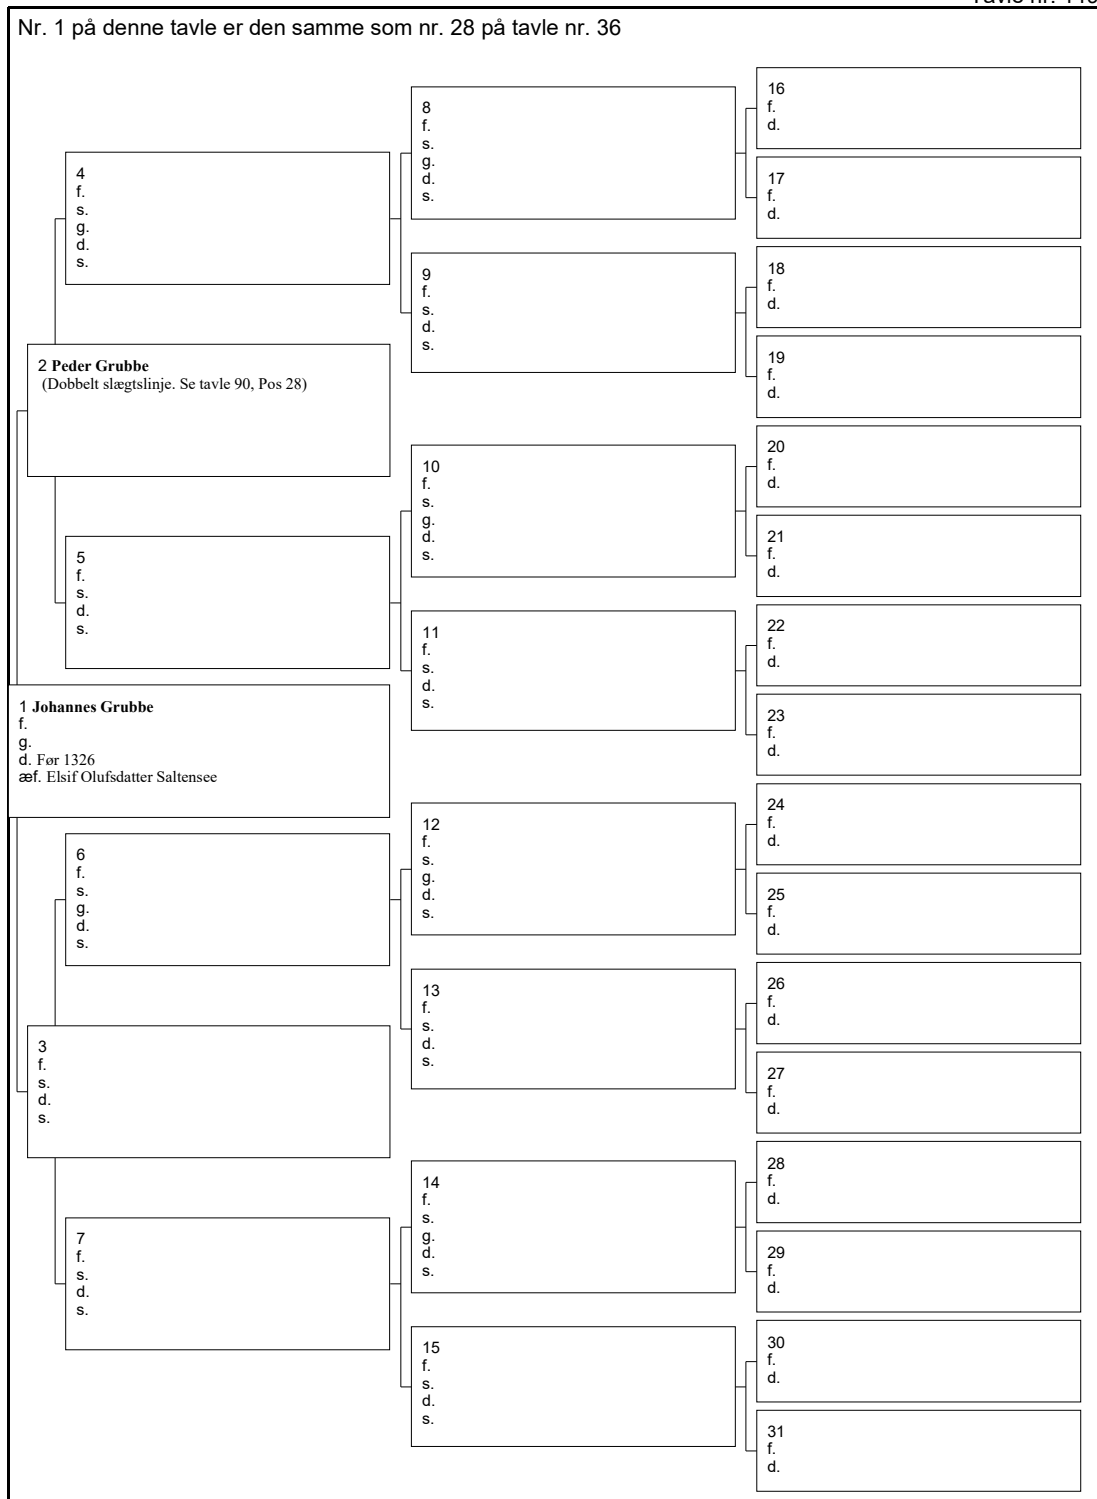 Nr. 1 på denne tavle er den samme som nr. 28 på tavle nr. 36
16
f.
d.
8
f.
s.
g.
d.
s.
17
f.
d.
4
f.
s.
g.
d.
s.
18
f.
d.
9
f.
s.
d.
s.
19
f.
d.
2 Peder Grubbe
(Dobbelt slægtslinje. Se tavle 90, Pos 28)
20
f.
d.
10
f.
s.
g.
d.
s.
21
f.
d.
5
f.
s.
d.
s.
22
f.
d.
11
f.
s.
d.
s.
23
f.
d.
1 Johannes Grubbe
f.
g.
d. Før 1326
æf. Elsif Olufsdatter Saltensee
24
f.
d.
12
f.
s.
g.
d.
s.
25
f.
d.
6
f.
s.
g.
d.
s.
26
f.
d.
13
f.
s.
d.
s.
27
f.
d.
3
f.
s.
d.
s.
28
f.
d.
14
f.
s.
g.
d.
s.
29
f.
d.
7
f.
s.
d.
s.
30
f.
d.
15
f.
s.
d.
s.
31
f.
d.